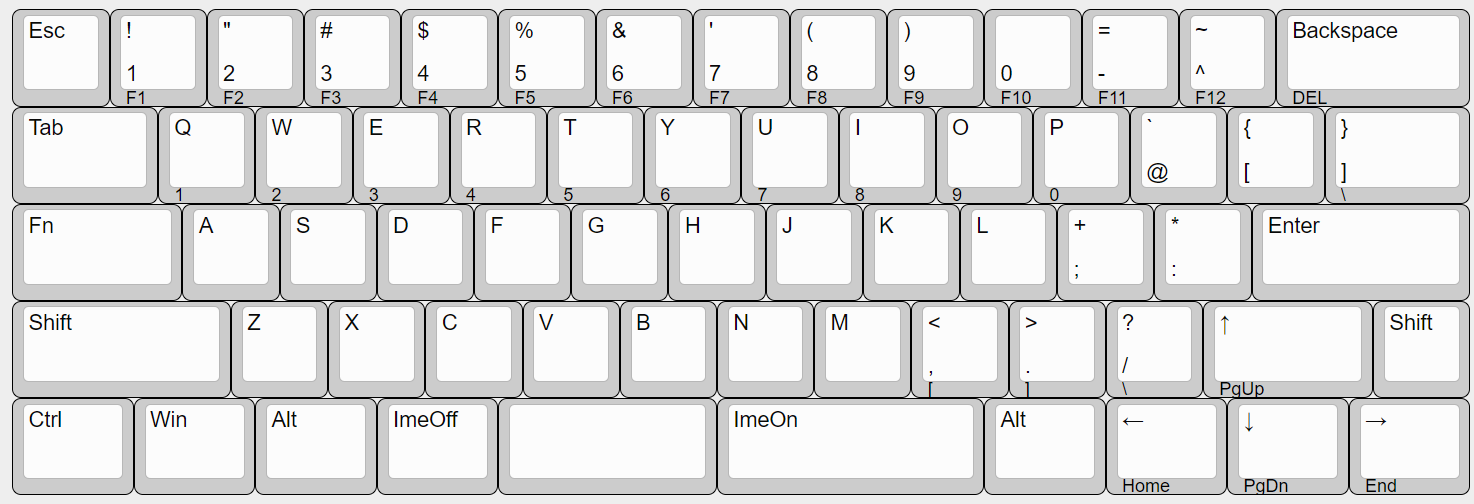 Esc ! " # $ % & ' ( ) = ~ Backspace
1 2 3 4 5 6 7 8 9 0 - ^
F1 F2 F3 F4 F5 F6 F7 F8 F9 F10 F11 F12 DEL
Tab Q W E R T Y U I O P ` { }
@ [ ]
1 2 3 4 5 6 7 8 9 0 \
Fn A S D F G H J K L + * Enter
; :
Shift Z X C V B N M < > ? ↑ Shift
, . /
[ ] \ PgUp
Ctrl Win Alt ImeOff ImeOn Alt ← ↓ →
Home PgDn End